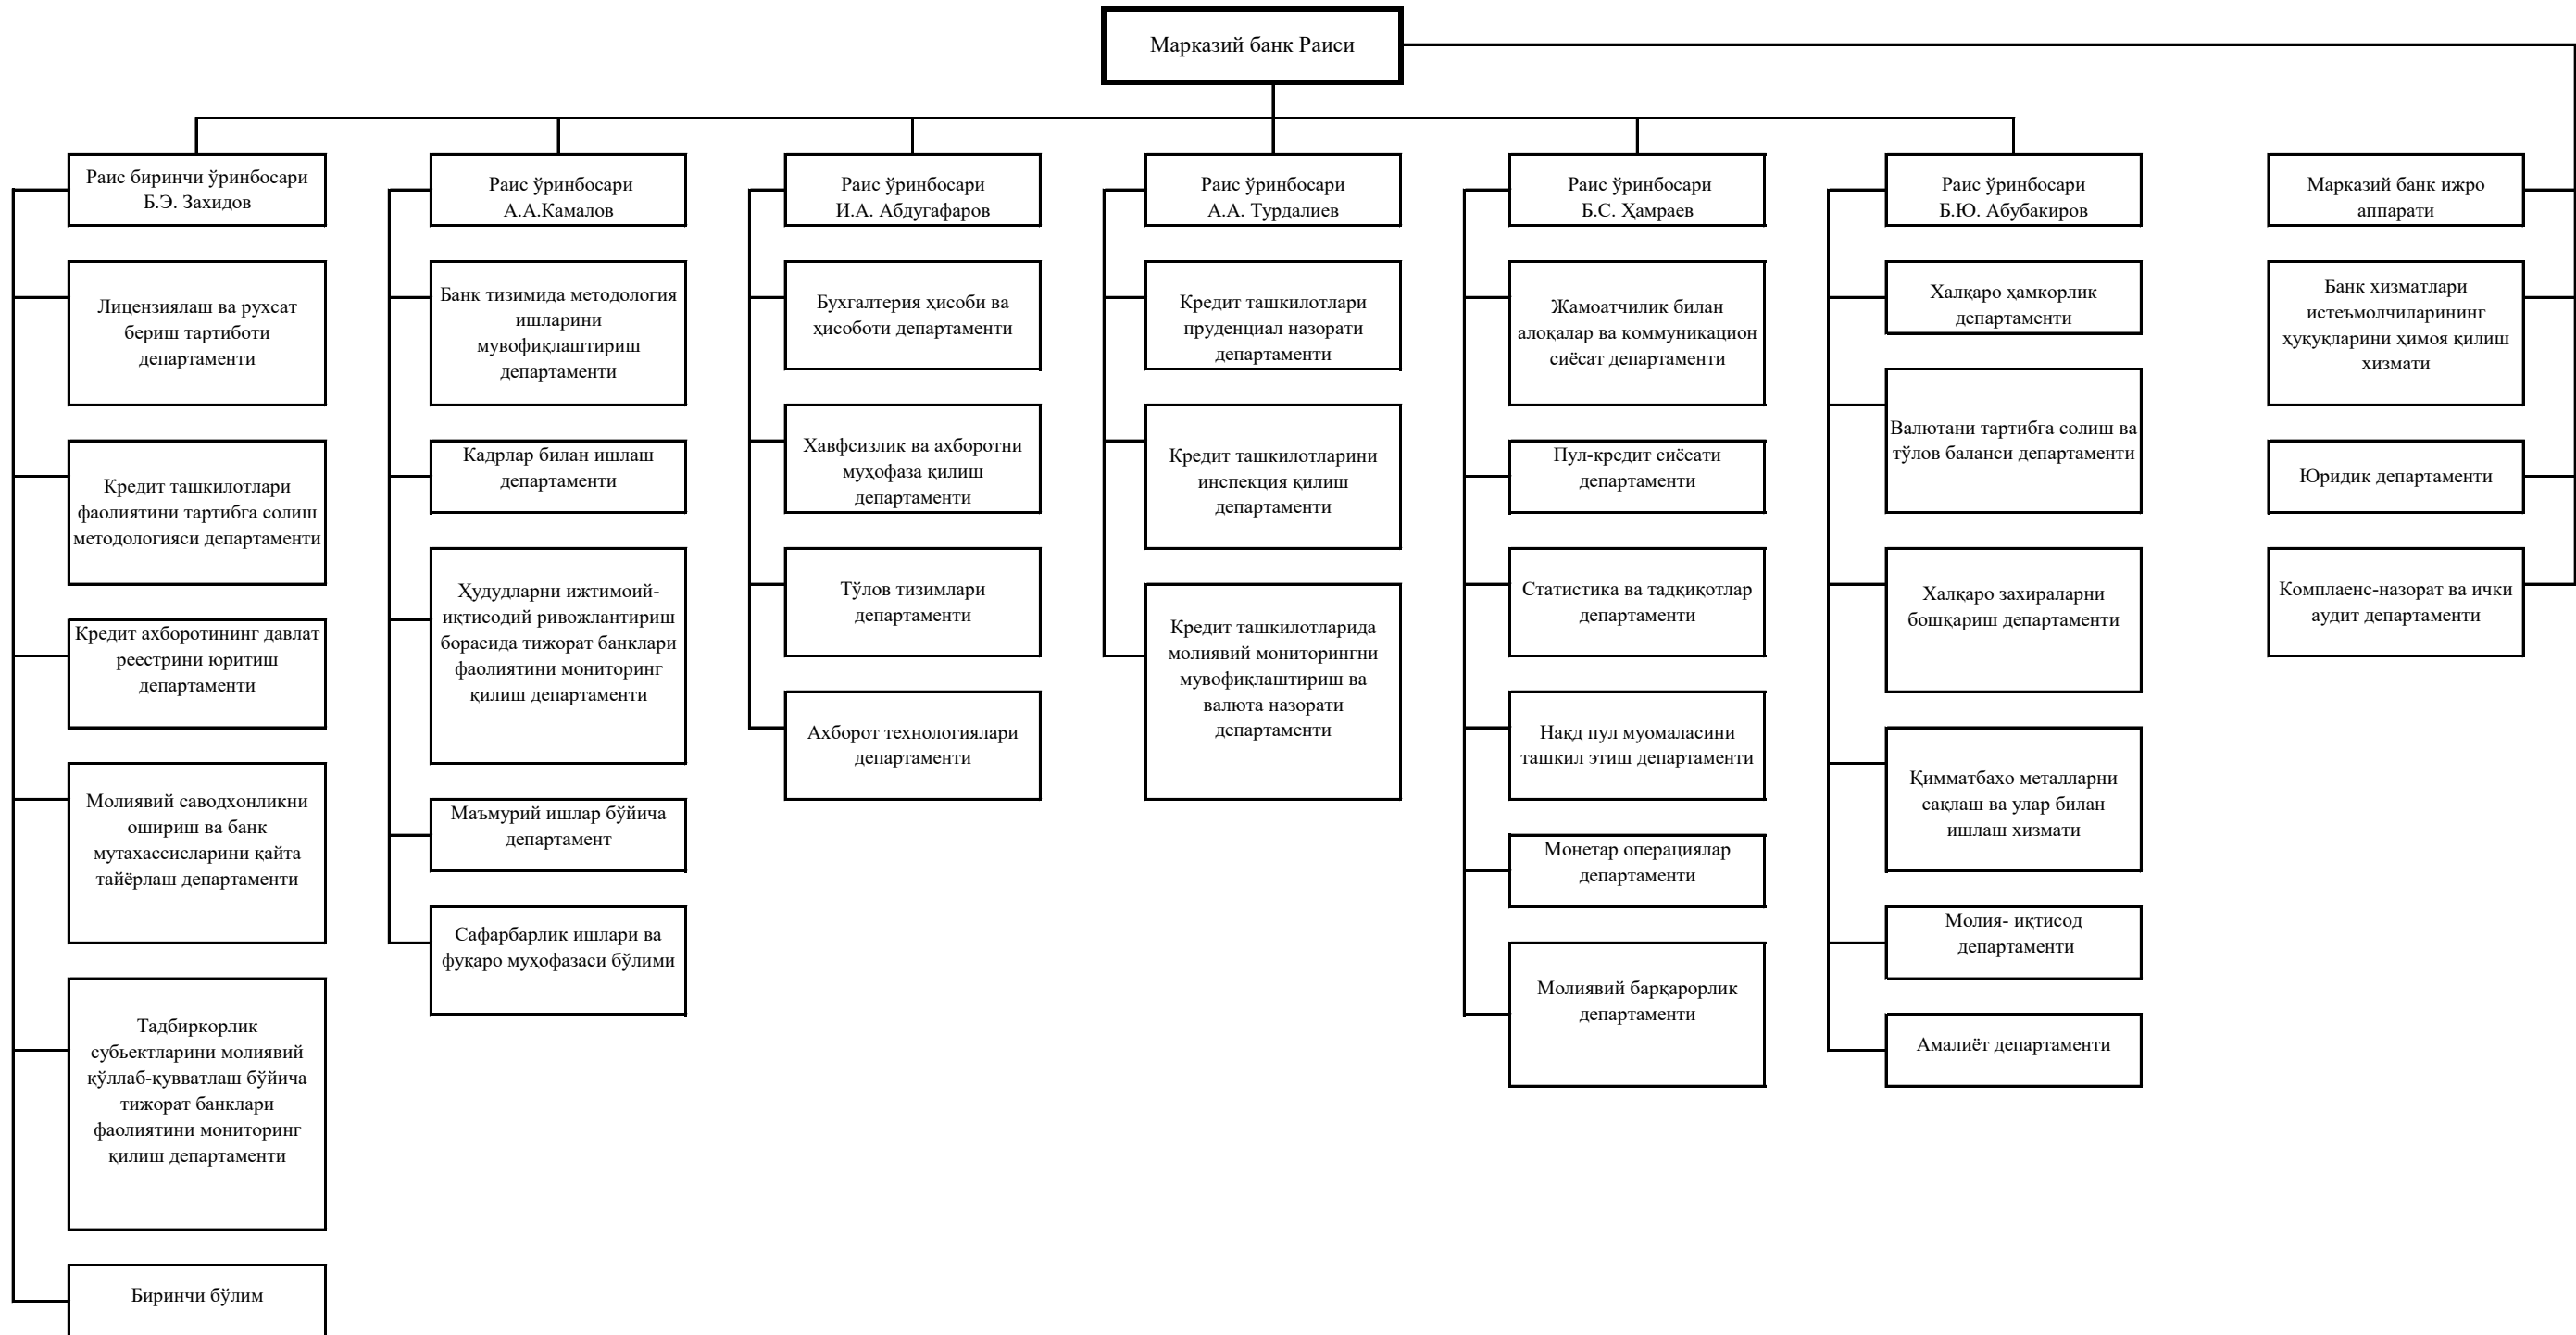 Марказий банк Раиси
Раис биринчи ўринбосари
Б.Э. Захидов
Лицензиялаш ва рухсат
бериш тартиботи
департаменти
Кредит ташкилотлари
фаолиятини тартибга солиш
методологияси департаменти
Кредит ахборотининг давлат
реестрини юритиш
департаменти
Молиявий саводхонликни
ошириш ва банк
мутахассисларини қайта
тайёрлаш департаменти
Тадбиркорлик
субьектларини молиявий
қўллаб-қувватлаш бўйича
тижорат банклари
фаолиятини мониторинг
қилиш департаменти
Биринчи бўлим
Раис ўринбосари
А.А.Камалов
Банк тизимида методология
ишларини
мувофиқлаштириш
департаменти
Кадрлар билан ишлаш
департаменти
Ҳудудларни ижтимоий-
иқтисодий ривожлантириш
борасида тижорат банклари
фаолиятини мониторинг
қилиш департаменти
Маъмурий ишлар бўйича
департамент
Сафарбарлик ишлари ва
фуқаро муҳофазаси бўлими
Раис ўринбосари
И.А. Абдугафаров
Бухгалтерия ҳисоби ва
ҳисоботи департаменти
Хавфсизлик ва ахборотни
муҳофаза қилиш
департаменти
Тўлов тизимлари
департаменти
Ахборот технологиялари
департаменти
Раис ўринбосари
А.А. Турдалиев
Кредит ташкилотлари
пруденциал назорати
департаменти
Кредит ташкилотларини
инспекция қилиш
департаменти
Кредит ташкилотларида
молиявий мониторингни
мувофиқлаштириш ва
валюта назорати
департаменти
Раис ўринбосари
Б.С. Ҳамраев
Жамоатчилик билан
алоқалар ва коммуникацион
сиёсат департаменти
Пул-кредит сиёсати
департаменти
Статистика ва тадқиқотлар
департаменти
Нақд пул муомаласини
ташкил этиш департаменти
Монетар операциялар
департаменти
Молиявий барқарорлик
департаменти
Раис ўринбосари
Б.Ю. Абубакиров
Халқаро ҳамкорлик
департаменти
Валютани тартибга солиш ва
тўлов баланси департаменти
Халқаро захираларни
бошқариш департаменти
Қимматбахо металларни
сақлаш ва улар билан
ишлаш хизмати
Молия- иқтисод
департаменти
Амалиёт департаменти
Марказий банк ижро
аппарати
Банк хизматлари
истеъмолчиларининг
ҳуқуқларини ҳимоя қилиш
хизмати
Юридик департаменти
Комплаенс-назорат ва ички
аудит департаменти